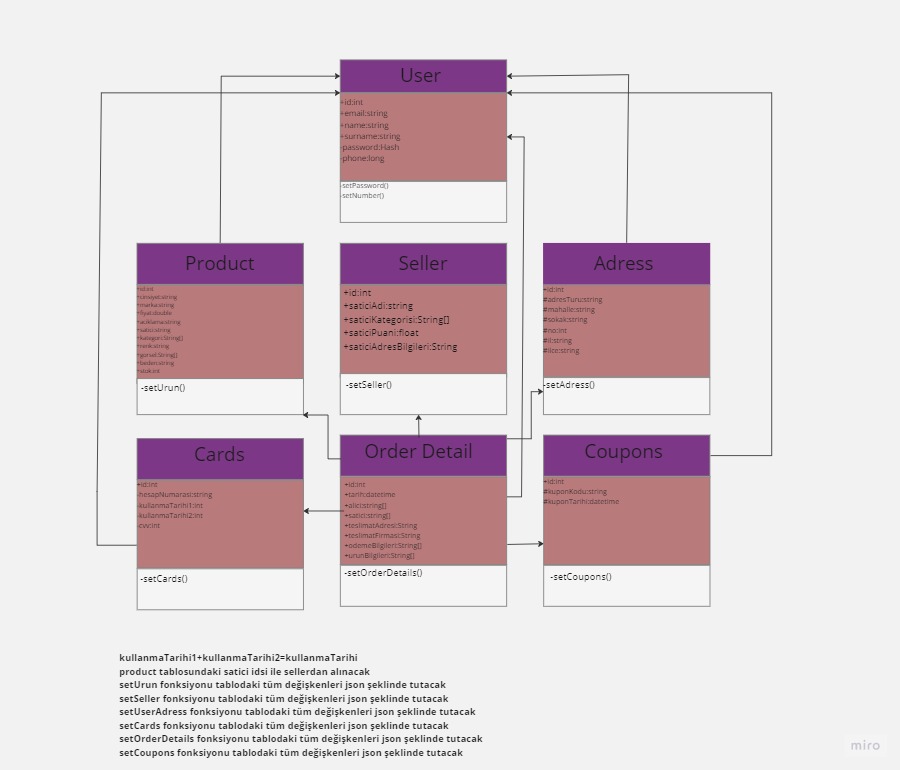 User
+id:int
+email:string
+name:string
+surname:string
-password:Hash
-phone:long
-setPassword()
-setNumber()
Product
+id:int
+cinsiyet:string
+marka:string
+fiyat:double
+aciklama:string
+satici:string
+kategori:String[]
+renk:string
+gorsel:String[]
+beden:string
+stok:int
-setUrun()
Seller
+id:int
+saticiAdi:string
+saticiKategorisi:String[]
+saticiPuani:float
+saticiAdresBilgileri:String
-setSeller()
Adress
+id:int
#adresTuru:string
#mahalle:string
#sokak:string
#no:int
#il:string
#ilce:string
-setAdress()
Cards
+id:int
-hesapNumarasi:string
-kullanmaTarihi1:int
-kullanmaTarihi2:int
-cvv:int
-setCards()
Order Detail
+id:int
+tarih:datetime
+alici:string[]
+satici:string[]
+teslimatAdresi:String
+teslimatFirmasi:String
+odemeBilgileri:String[]
+urunBilgileri:String[]
-setOrderDetails()
Coupons
+id:int
#kuponKodu:string
#kuponTarihi:datetime
-setCoupons()
kullanmaTarihi1+kullanmaTarihi2=kullanmaTarihi
product tablosundaki satici idsi ile sellerdan alınacak
setUrun fonksiyonu tablodaki tüm değişkenleri json şeklinde tutacak
setSeller fonksiyonu tablodaki tüm değişkenleri json şeklinde tutacak
setUserAdress fonksiyonu tablodaki tüm değişkenleri json şeklinde tutacak
setCards fonksiyonu tablodaki tüm değişkenleri json şeklinde tutacak
setOrderDetails fonksiyonu tablodaki tüm değişkenleri json şeklinde tutacak
setCoupons fonksiyonu tablodaki tüm değişkenleri json şeklinde tutacak
miro